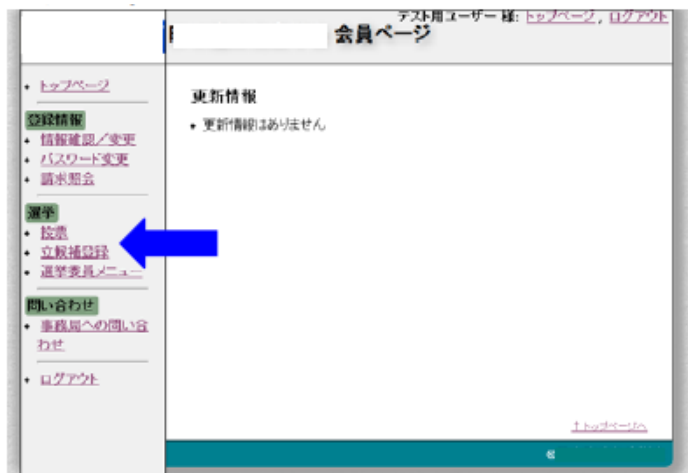 テスト用ユーザー 様: トップページ, ログアウト
会員ページ
トップページ
登録情報
情報確認／変更
パスワード変更
請求照会
選挙
投票
立候補登録
選挙委員メニュー
問い合わせ
事務局への問い合
わせ
ログアウト
更新情報
更新情報はありません
↑トップページへ
©